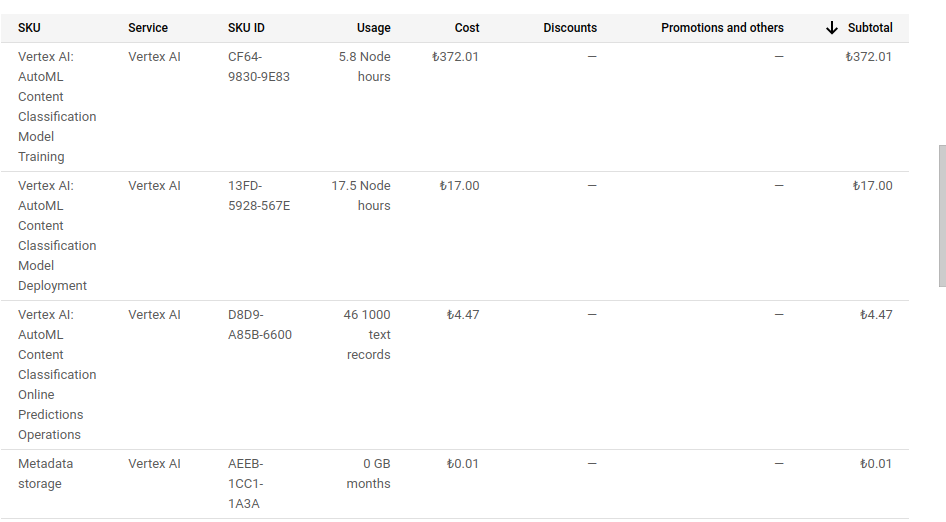 SKU Service SKU ID Usage Cost Discounts Promotions and others ↓ Subtotal
Vertex AI: Vertex AI CF64- 5.8 Node ₺372.01 — — ₺372.01
AutoML 9830-9E83 hours
Content
Classification
Model
Training
Vertex AI: Vertex AI 13FD- 17.5 Node ₺17.00 — — ₺17.00
AutoML 5928-567E hours
Content
Classification
Model
Deployment
Vertex AI: Vertex AI D8D9- 46 1000 ₺4.47 — — ₺4.47
AutoML A85B-6600 text
Content records
Classification
Online
Predictions
Operations
Metadata Vertex AI AEEB- 0 GB ₺0.01 — — ₺0.01
storage 1CC1- months
1A3A